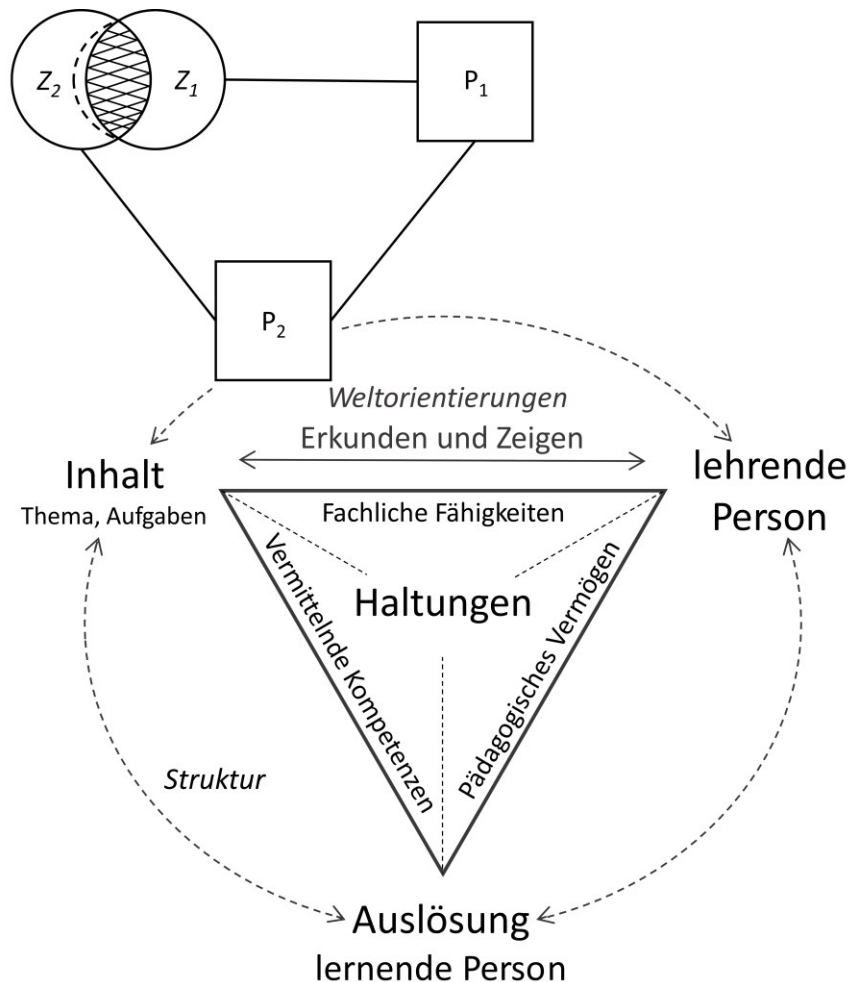 Z2
Z1
P1
P2
Weltorientierungen
Erkunden und Zeigen
Inhalt
Thema, Aufgaben
lehrende
Person
Fachliche Fähigkeiten
Haltungen
Vermittelnde Kompetenzen
Pädagogisches Vermögen
Struktur
Auslösung
lernende Person